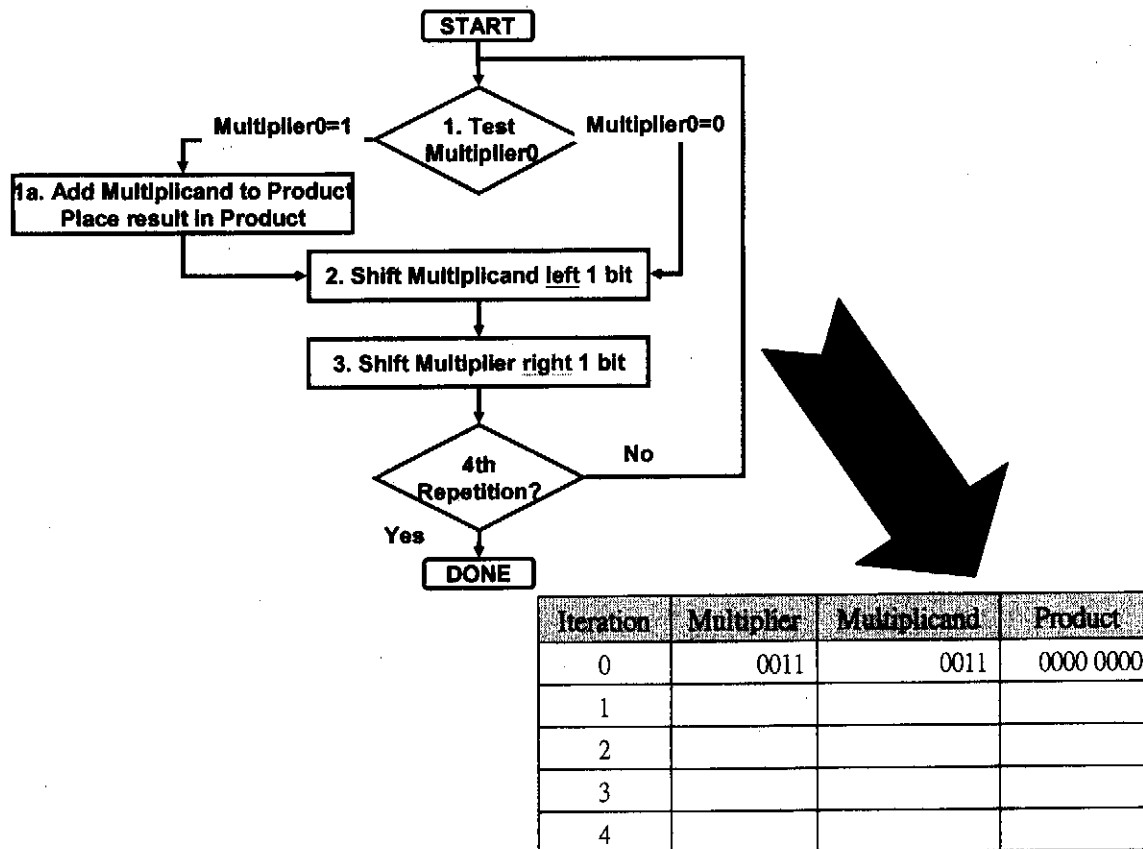 START
Multiplier0=1
1. Test
Multiplier0
Multiplier0=0
1a. Add Multiplicand to Product
Place result in Product
2. Shift Multiplicand left 1 bit
3. Shift Multiplier right 1 bit
4th
Repetition?
No
Yes
DONE
Iteration Multiplier Multiplicand Product
0 0011 0011 0000 0000
1
2
3
4